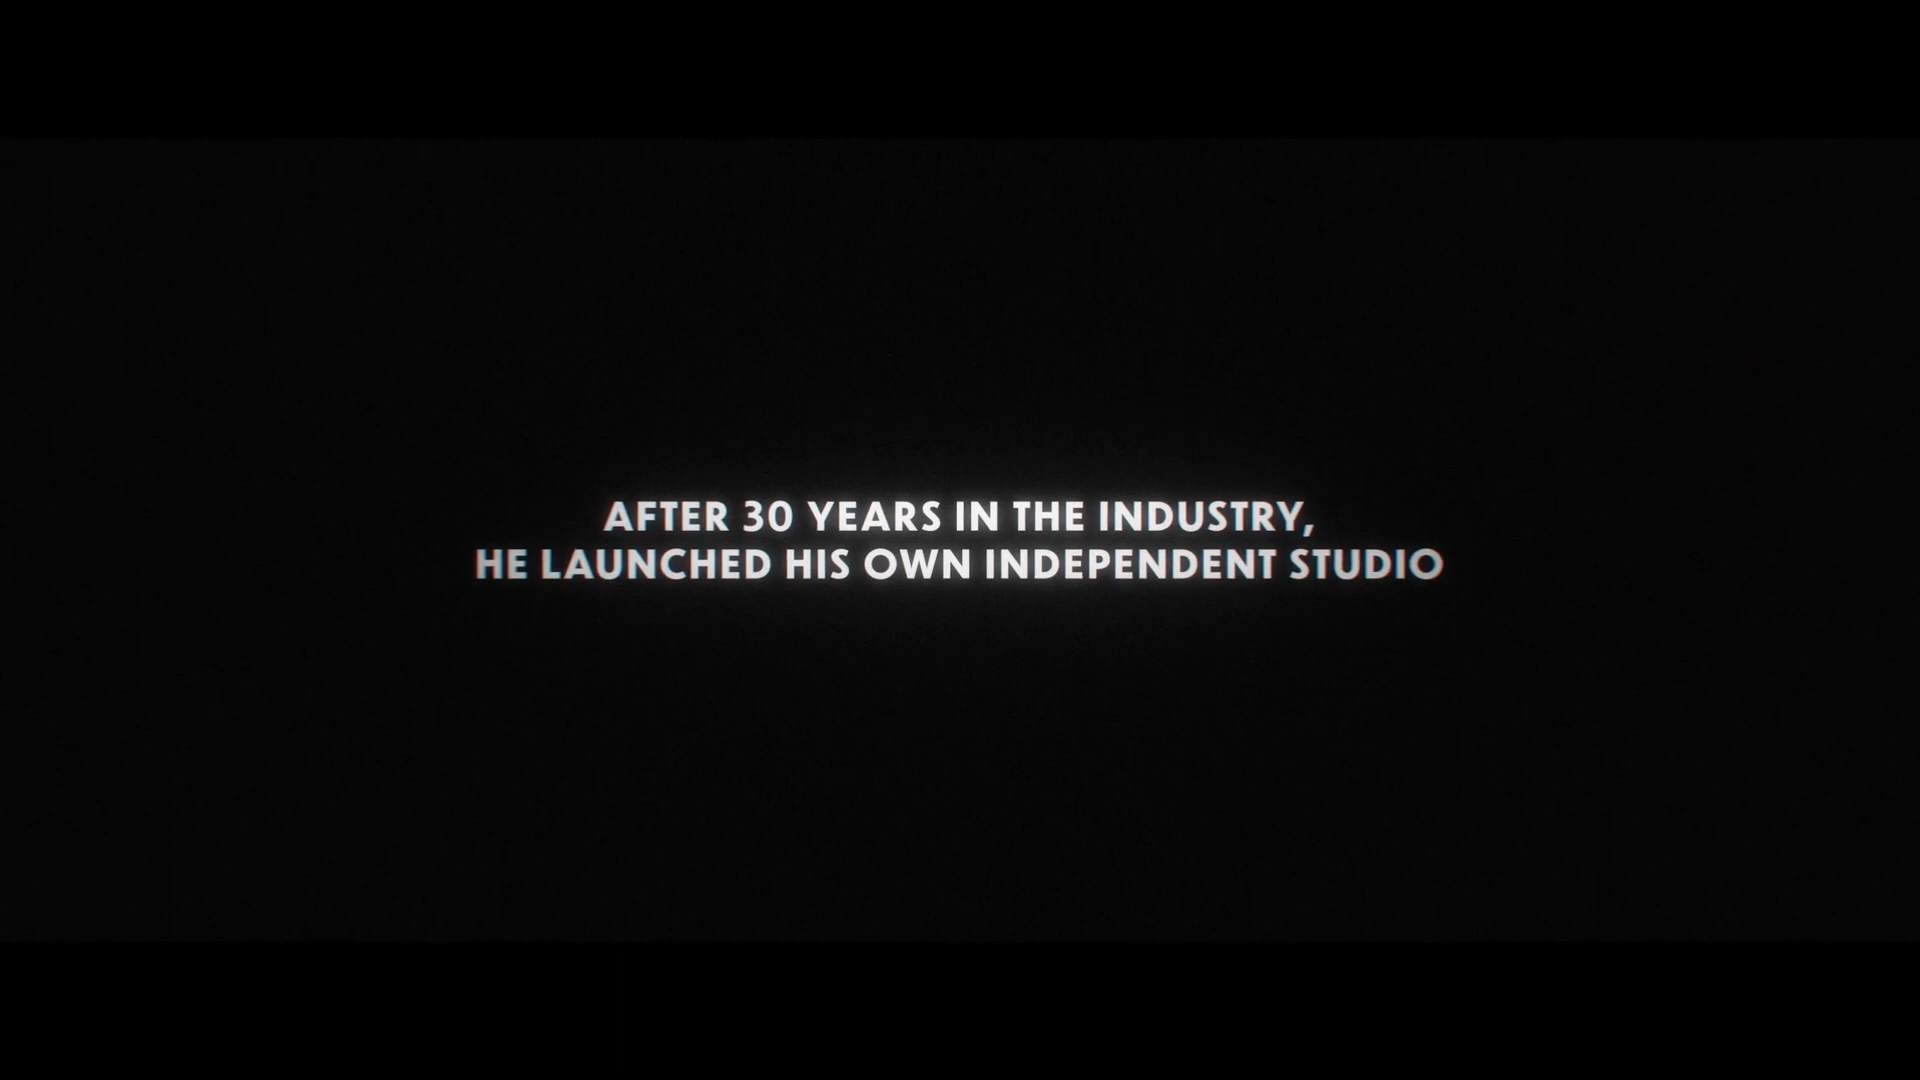 AFTER 30 YEARS IN THE INDUSTRY,
HE LAUNCHED HIS OWN INDEPENDENT STUDIO